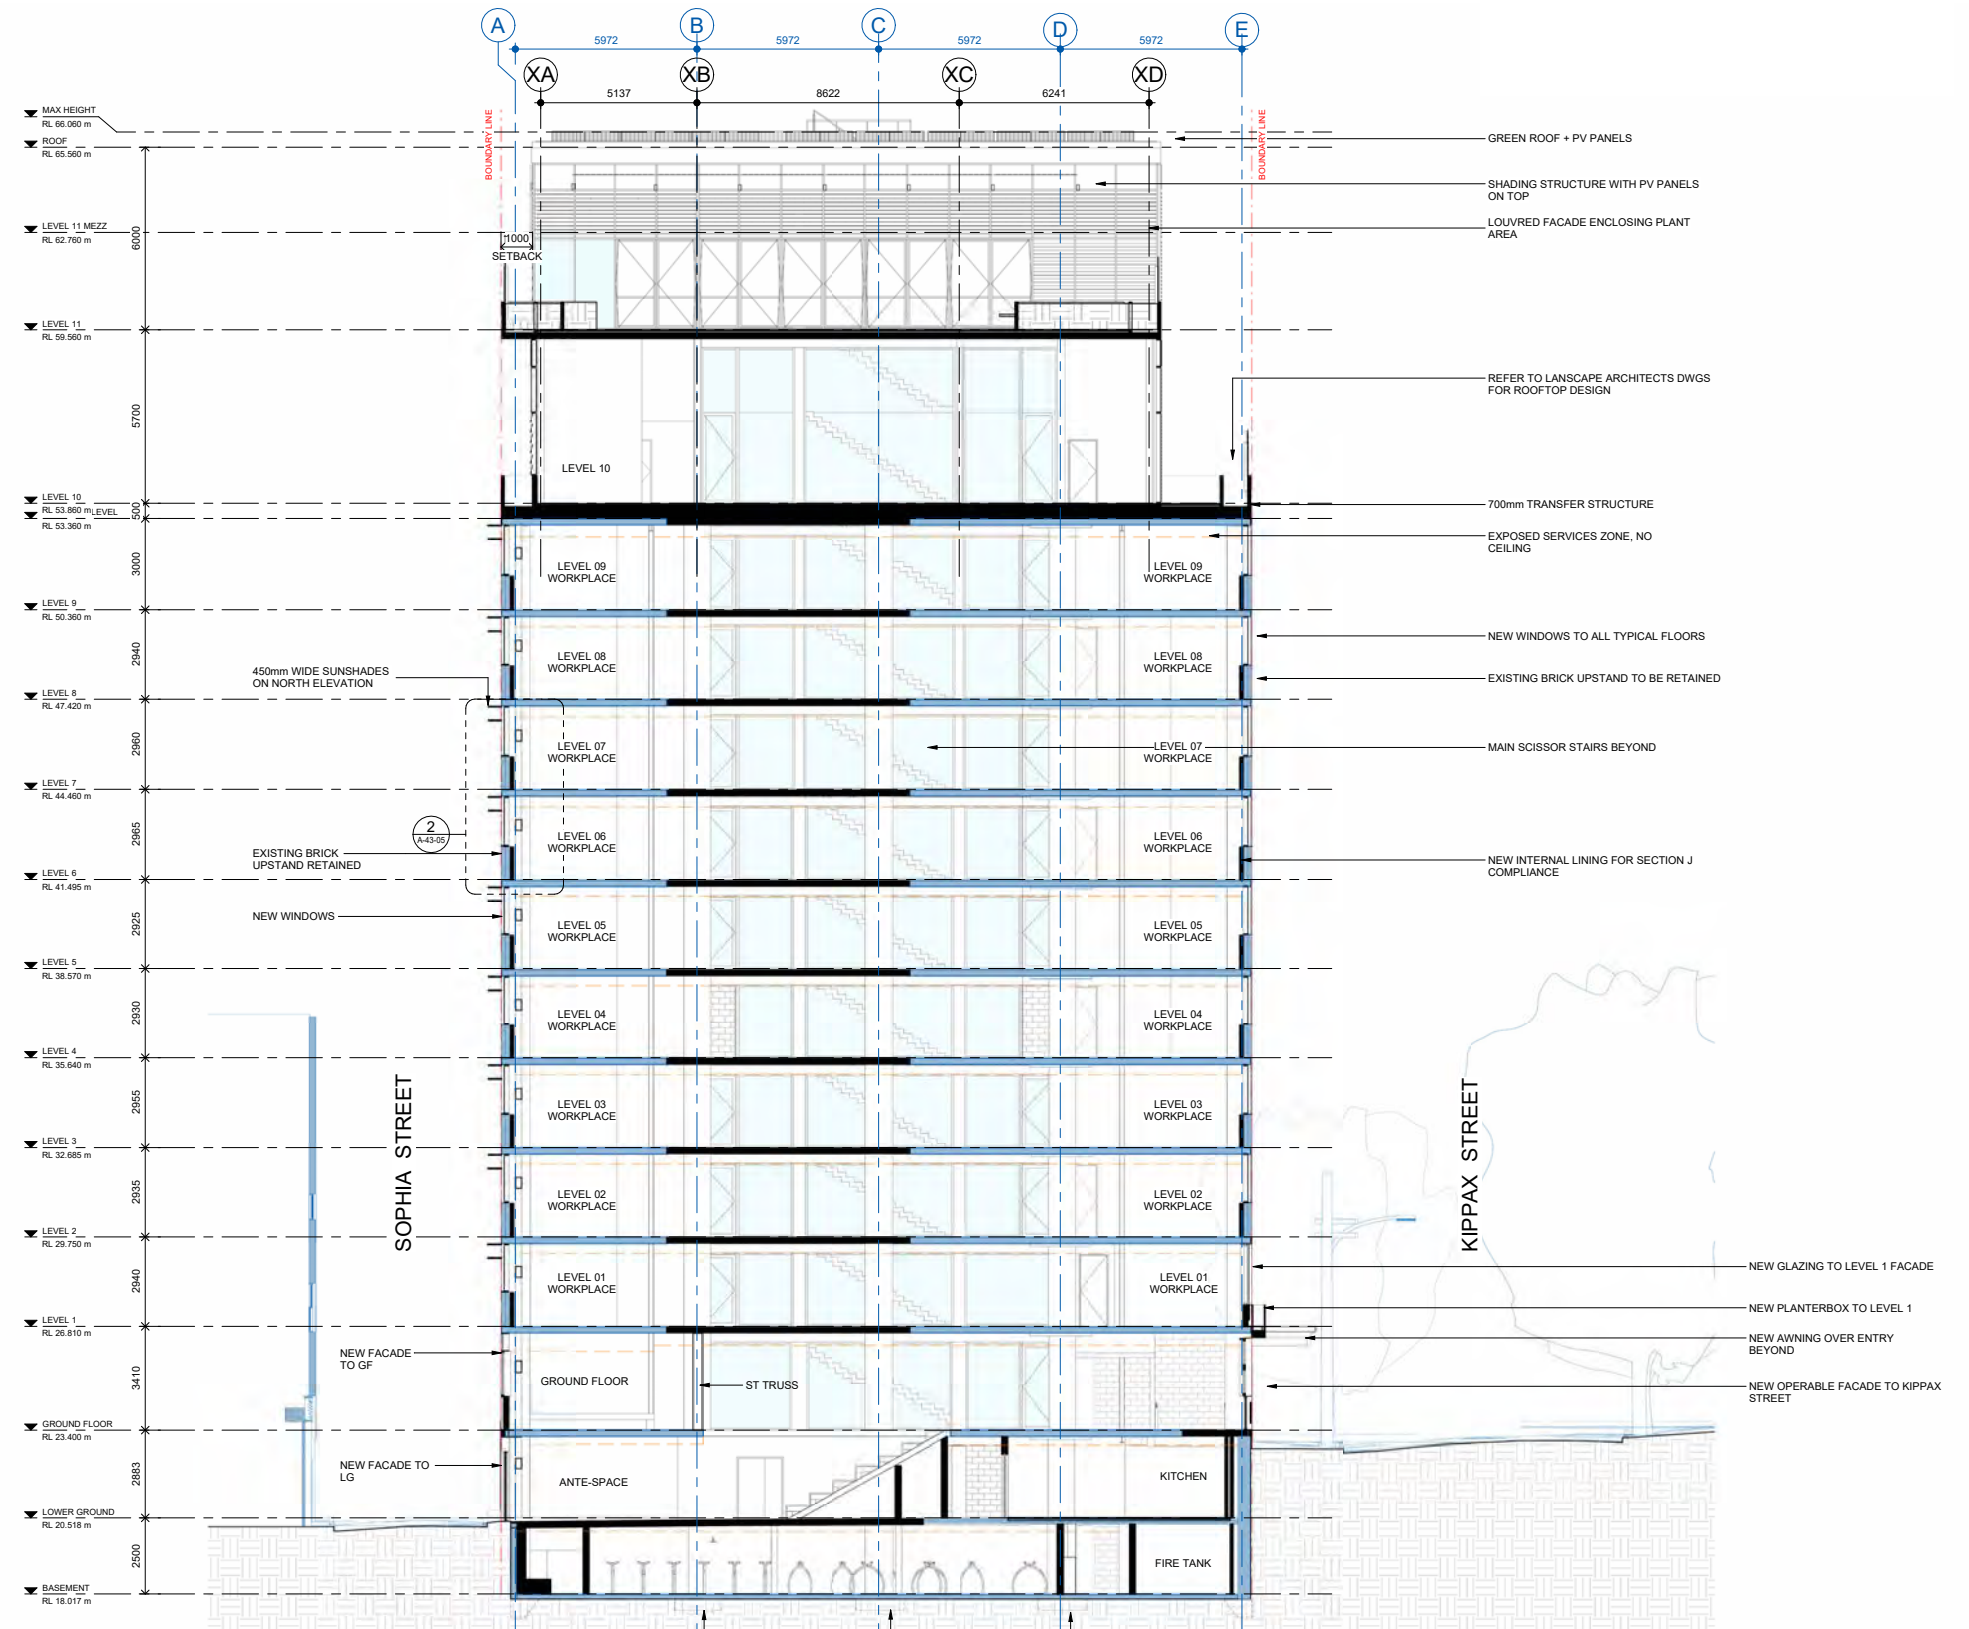 A
B
C
D
E
5972
5972
5972
5972
XA
XB
XC
XD
5137
8622
6241
MAX HEIGHT
RL 66.060 m
ROOF
RL 65.560 m
BOUNDARY LINE
BOUNDARY LINE
GREEN ROOF + PV PANELS
SHADING STRUCTURE WITH PV PANELS
ON TOP
LOUVRED FACADE ENCLOSING PLANT
AREA
LEVEL 11 MEZZ
RL 62.760 m
6000
1000
SETBACK
LEVEL 11
RL 59.560 m
5700
REFER TO LANSCAPE ARCHITECTS DWGS
FOR ROOFTOP DESIGN
LEVEL 10
LEVEL 10
RL 53.860 m
LEVEL
RL 53.360 m
500
700mm TRANSFER STRUCTURE
EXPOSED SERVICES ZONE, NO
CEILING
3000
LEVEL 09
WORKPLACE
LEVEL 09
WORKPLACE
LEVEL 9
RL 50.360 m
2940
LEVEL 08
WORKPLACE
LEVEL 08
WORKPLACE
NEW WINDOWS TO ALL TYPICAL FLOORS
EXISTING BRICK UPSTAND TO BE RETAINED
450mm WIDE SUNSHADES
ON NORTH ELEVATION
LEVEL 8
RL 47.420 m
2960
LEVEL 07
WORKPLACE
LEVEL 07
WORKPLACE
MAIN SCISSOR STAIRS BEYOND
LEVEL 7
RL 44.460 m
2965
2
A-43-05
LEVEL 06
WORKPLACE
LEVEL 06
WORKPLACE
EXISTING BRICK
UPSTAND RETAINED
NEW INTERNAL LINING FOR SECTION J
COMPLIANCE
LEVEL 6
RL 41.495 m
2925
NEW WINDOWS
LEVEL 05
WORKPLACE
LEVEL 05
WORKPLACE
LEVEL 5
RL 38.570 m
2930
LEVEL 04
WORKPLACE
LEVEL 04
WORKPLACE
LEVEL 4
RL 35.640 m
2955
LEVEL 03
WORKPLACE
LEVEL 03
WORKPLACE
SOPHIA STREET
KIPPAX STREET
LEVEL 3
RL 32.685 m
2935
LEVEL 02
WORKPLACE
LEVEL 02
WORKPLACE
LEVEL 2
RL 29.750 m
2940
LEVEL 01
WORKPLACE
LEVEL 01
WORKPLACE
NEW GLAZING TO LEVEL 1 FACADE
NEW PLANTERBOX TO LEVEL 1
LEVEL 1
RL 26.810 m
NEW AWNING OVER ENTRY
BEYOND
3410
NEW FACADE
TO GF
GROUND FLOOR
ST TRUSS
NEW OPERABLE FACADE TO KIPPAX
STREET
GROUND FLOOR
RL 23.400 m
2883
NEW FACADE TO
LG
ANTE-SPACE
KITCHEN
LOWER GROUND
RL 20.518 m
2500
FIRE TANK
BASEMENT
RL 18.017 m